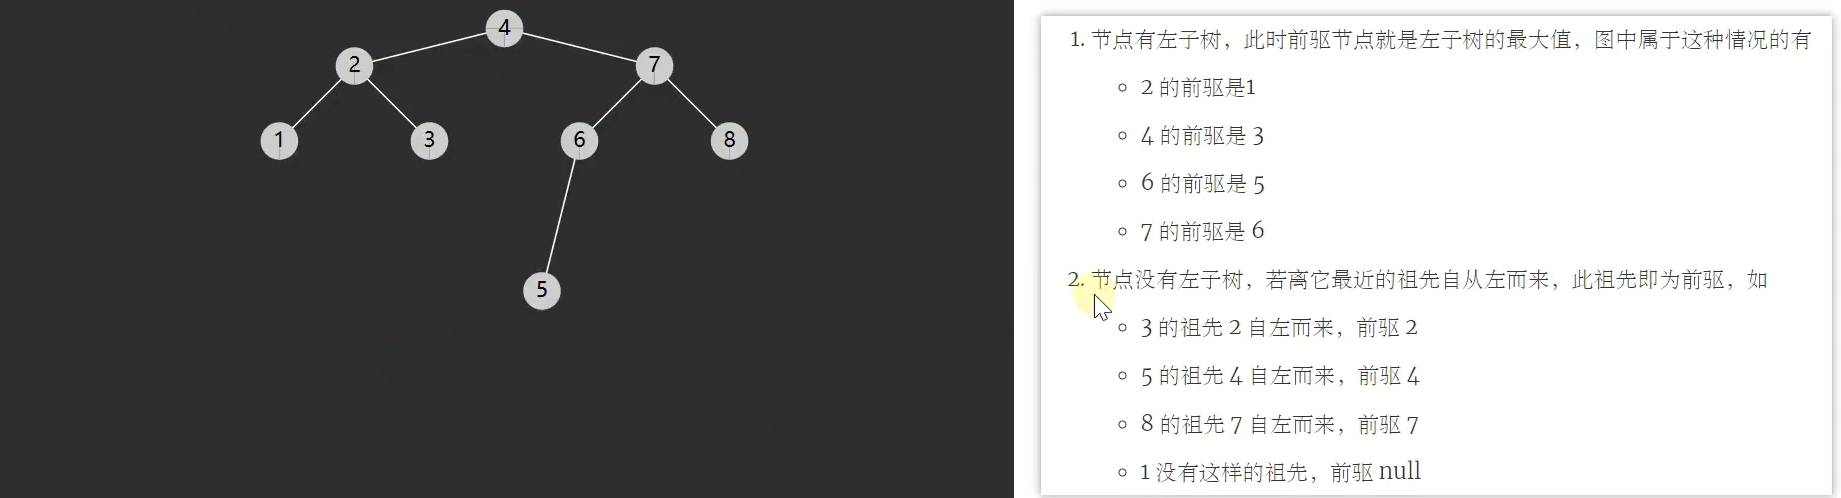 4
2
7
1
3
6
8
5
1. 节点有左子树，此时前驱节点就是左子树的最大值，图中属于这种情况的有
2 的前驱是1
4 的前驱是 3
6 的前驱是 5
7 的前驱是 6
2. 节点没有左子树，若离它最近的祖先自从左而来，此祖先即为前驱，如
3 的祖先 2 自左而来，前驱 2
5 的祖先 4 自左而来，前驱 4
8 的祖先 7 自左而来，前驱 7
1 没有这样的祖先，前驱 null